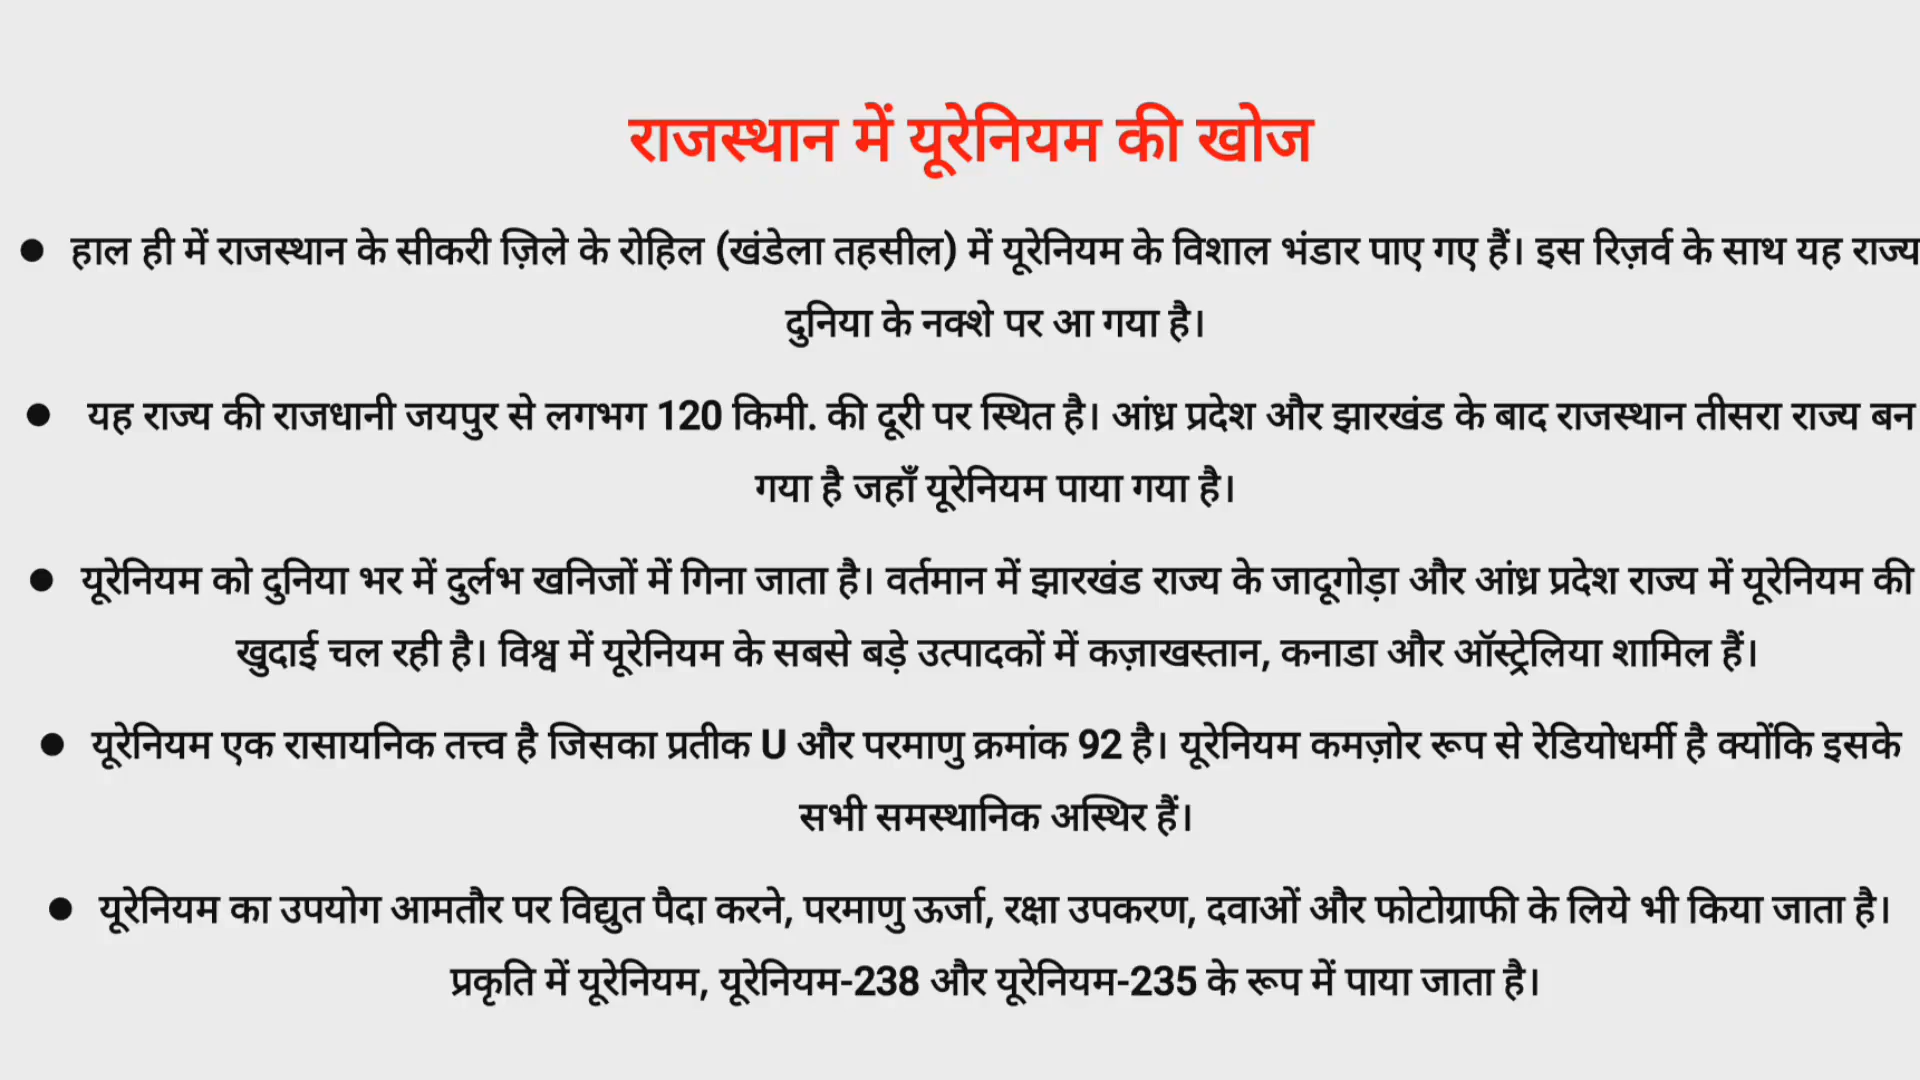 राजस्थान में यूरेनियम की खोज
● हाल ही में राजस्थान के सीकरी ज़िले के रोहिल (खंडेला तहसील) में यूरेनियम के विशाल भंडार पाए गए हैं। इस रिज़र्व के साथ यह राज्य
दुनिया के नक्शे पर आ गया है।
● यह राज्य की राजधानी जयपुर से लगभग 120 किमी. की दूरी पर स्थित है। आंध्र प्रदेश और झारखंड के बाद राजस्थान तीसरा राज्य बन
गया है जहाँ यूरेनियम पाया गया है।
● यूरेनियम को दुनिया भर में दुर्लभ खनिजों में गिना जाता है। वर्तमान में झारखंड राज्य के जादूगोड़ा और आंध्र प्रदेश राज्य में यूरेनियम की
खुदाई चल रही है। विश्व में यूरेनियम के सबसे बड़े उत्पादकों में कज़ाखस्तान, कनाडा और ऑस्ट्रेलिया शामिल हैं।
● यूरेनियम एक रासायनिक तत्त्व है जिसका प्रतीक U और परमाणु क्रमांक 92 है। यूरेनियम कमज़ोर रूप से रेडियोधर्मी है क्योंकि इसके
सभी समस्थानिक अस्थिर हैं।
● यूरेनियम का उपयोग आमतौर पर विद्युत पैदा करने, परमाणु ऊर्जा, रक्षा उपकरण, दवाओं और फोटोग्राफी के लिये भी किया जाता है।
प्रकृति में यूरेनियम, यूरेनियम-238 और यूरेनियम-235 के रूप में पाया जाता है।